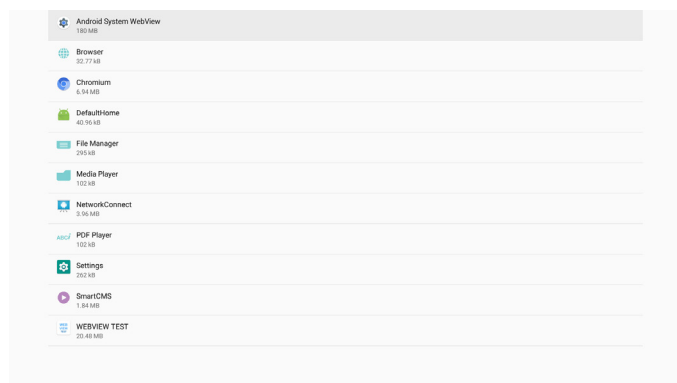 Android System WebView
180 MB
Browser
32.77 kB
Chromium
6.94 MB
DefaultHome
40.96 kB
File Manager
295 kB
Media Player
102 kB
NetworkConnect
3.96 MB
PDF Player
102 kB
Settings
262 kB
SmartCMS
1.84 MB
WEBVIEW TEST
20.48 MB